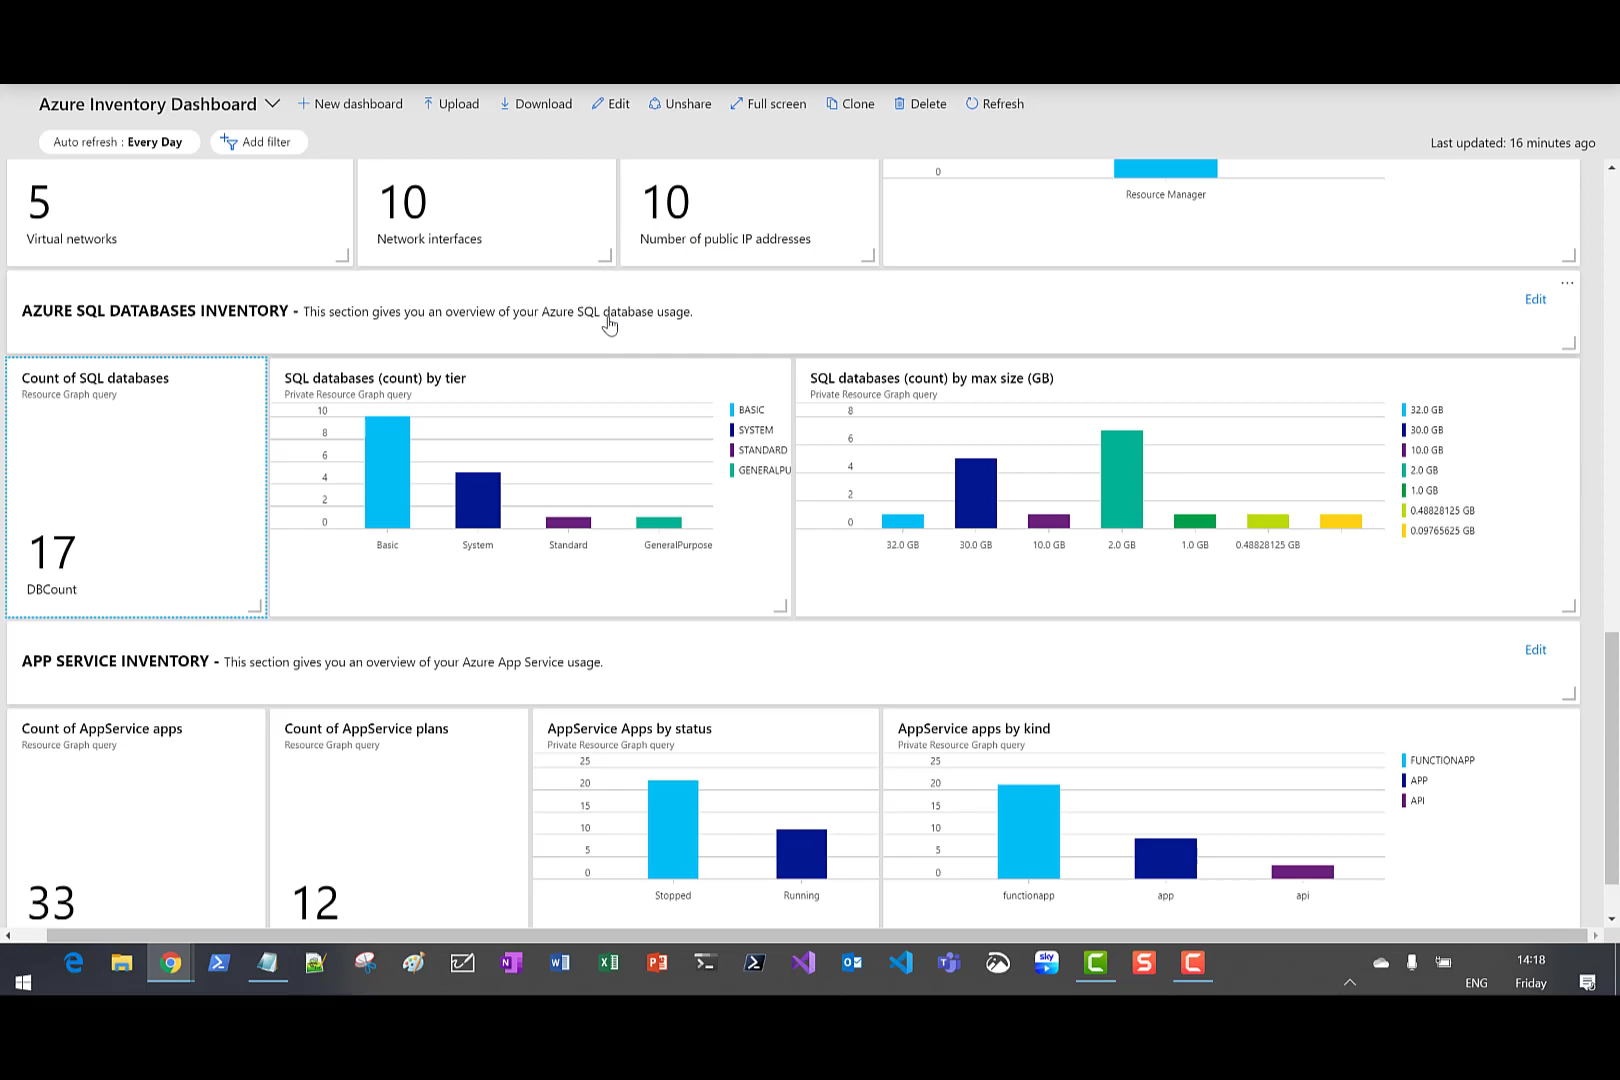 Azure Inventory Dashboard
New dashboard
Upload
Download
Edit
Unshare
Full screen
Clone
Delete
Refresh
Auto refresh : Every Day
Add filter
Last updated: 16 minutes ago
5
Virtual networks
10
Network interfaces
10
Number of public IP addresses
0
Resource Manager
AZURE SQL DATABASES INVENTORY - This section gives you an overview of your Azure SQL database usage.
Edit
Count of SQL databases
Resource Graph query
17
DBCount
SQL databases (count) by tier
Private Resource Graph query
10
8
6
4
2
0
Basic
System
Standard
GeneralPurpose
BASIC
SYSTEM
STANDARD
GENERALPU
SQL databases (count) by max size (GB)
Private Resource Graph query
8
6
4
2
0
32.0 GB
30.0 GB
10.0 GB
2.0 GB
1.0 GB
0.48828125 GB
32.0 GB
30.0 GB
10.0 GB
2.0 GB
1.0 GB
0.48828125 GB
0.09765625 GB
APP SERVICE INVENTORY - This section gives you an overview of your Azure App Service usage.
Edit
Count of AppService apps
Resource Graph query
33
Count of AppService plans
Resource Graph query
12
AppService Apps by status
Private Resource Graph query
25
20
15
10
5
0
Stopped
Running
AppService apps by kind
Private Resource Graph query
25
20
15
10
5
0
functionapp
app
api
FUNCTIONAPP
APP
API
sky
14:18
ENG
Friday